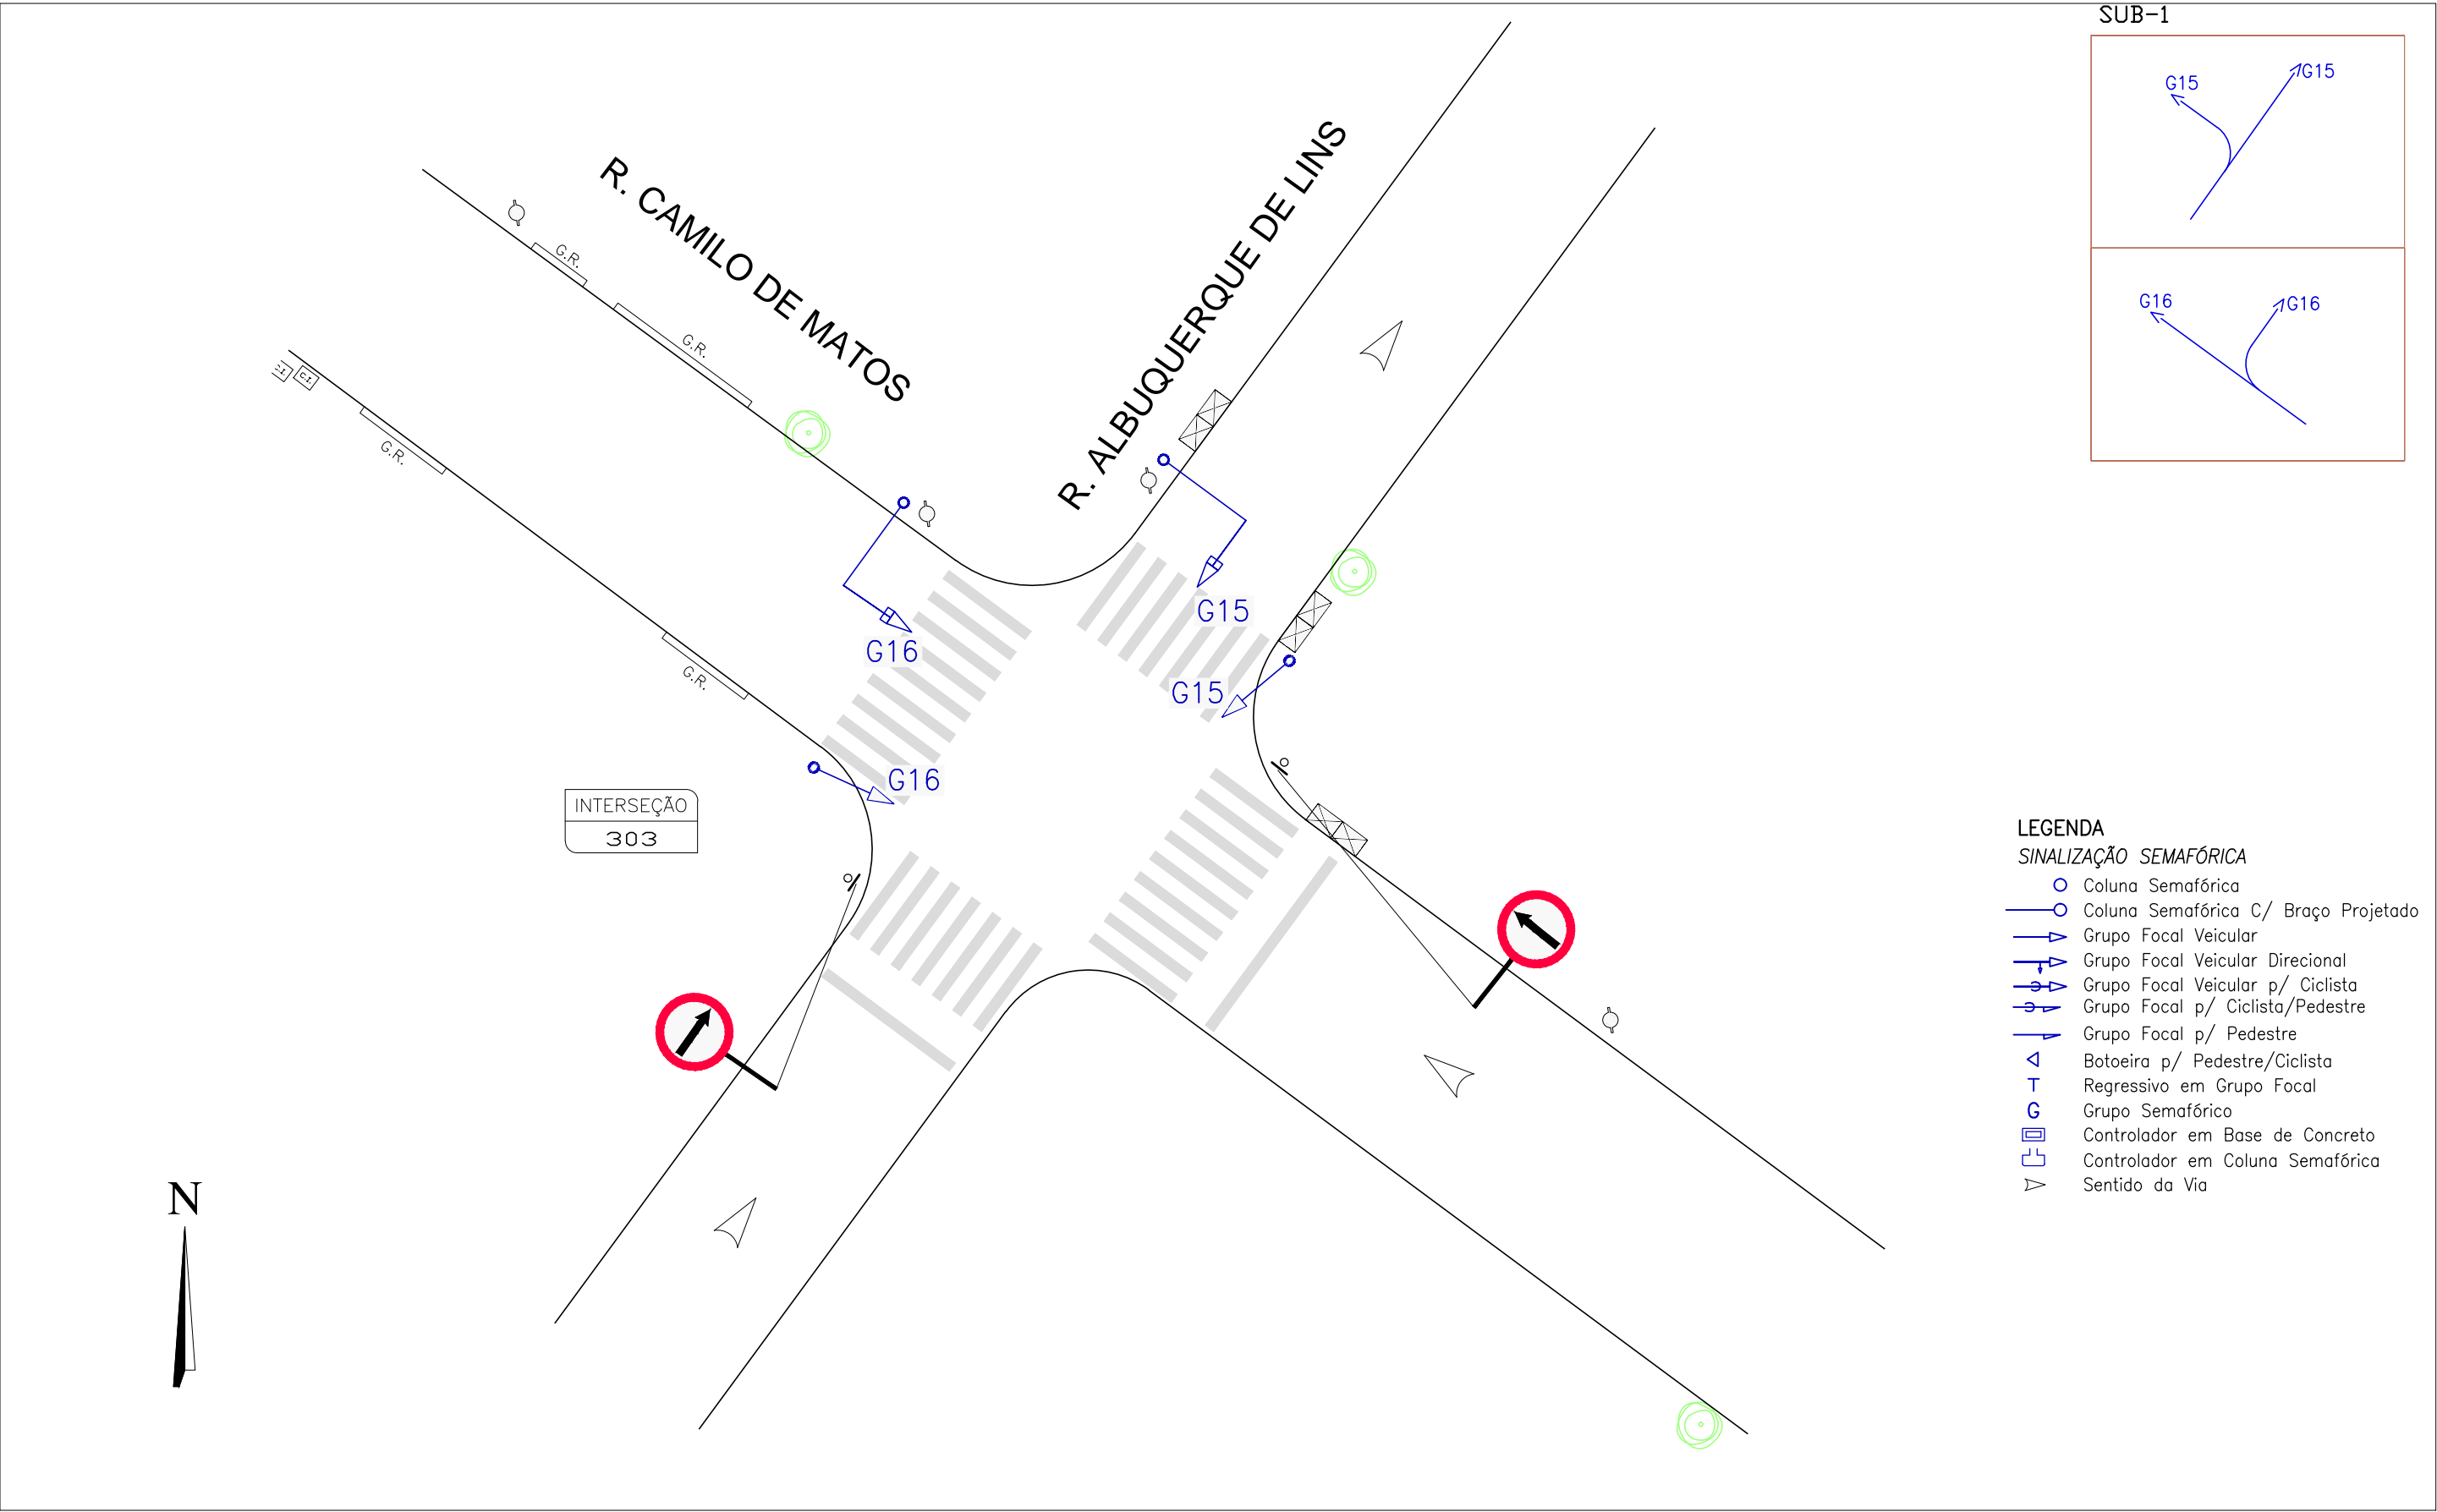 SUB-1
G15
G15
G16
G16
R. CAMILO DE MATOS
R. ALBUQUERQUE DE LINS
G.R.
G.R.
C.I.
G.R.
G.R.
G15
G16
G15
G16
INTERSEÇÃO
303
N
LEGENDA
SINALIZAÇÃO SEMAFÓRICA
Coluna Semafórica
Coluna Semafórica C/ Braço Projetado
Grupo Focal Veicular
Grupo Focal Veicular Direcional
Grupo Focal Veicular p/ Ciclista
Grupo Focal p/ Ciclista/Pedestre
Grupo Focal p/ Pedestre
Botoeira p/ Pedestre/Ciclista
T Regressivo em Grupo Focal
G Grupo Semafórico
Controlador em Base de Concreto
Controlador em Coluna Semafórica
Sentido da Via